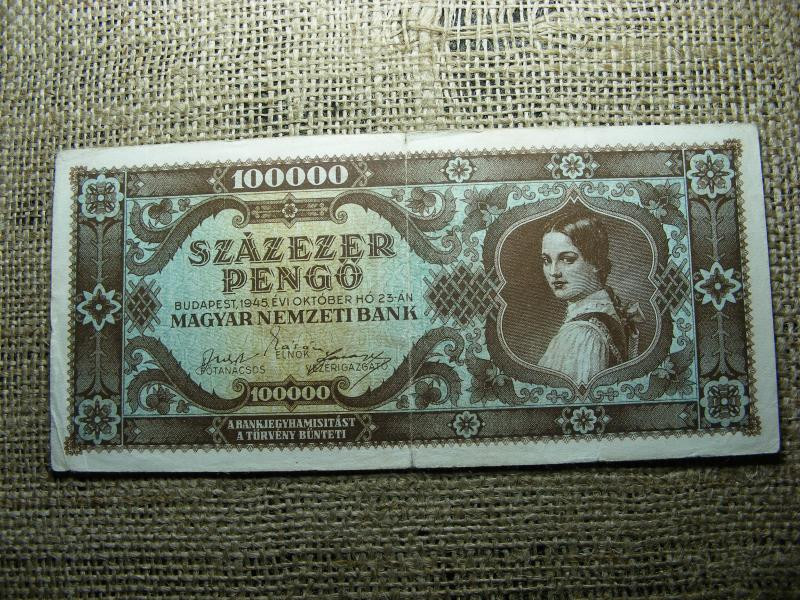 100000
SZÁZEZER
PENGŐ
BUDAPEST, 1945. ÉVI OKTÓBER HÓ 23-ÁN
MAGYAR NEMZETI BANK
ELNÖK
FŐTANÁCSOS VEZÉRIGAZGATÓ
100000
A BANKJEGYHAMISITÁST
A TÖRVÉNY BÜNTETI